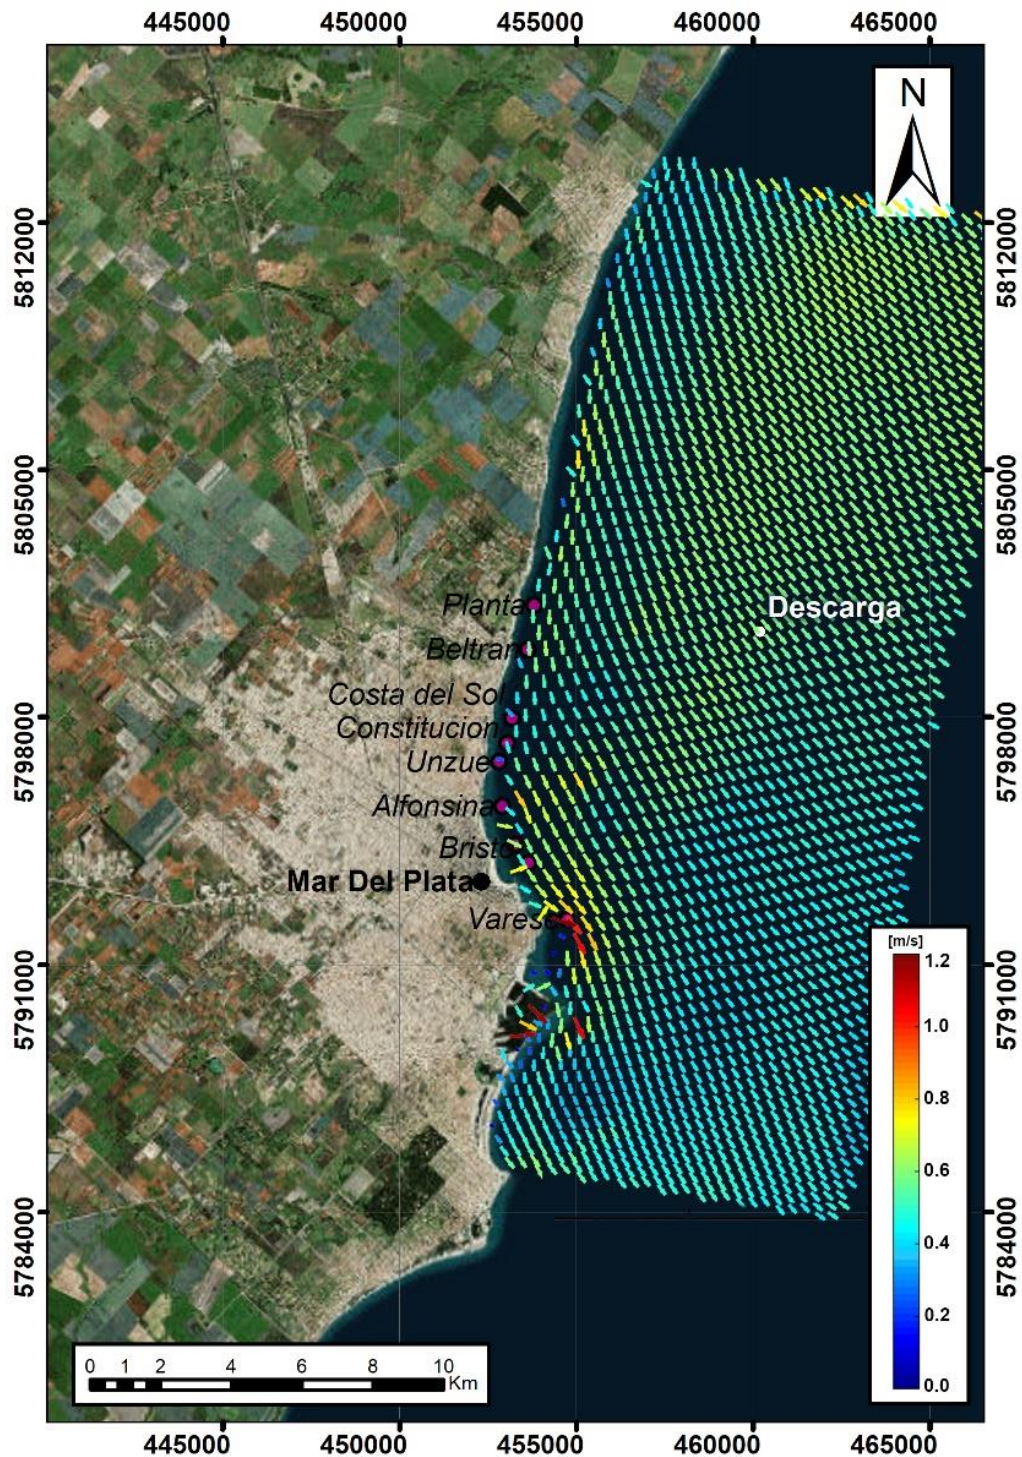 445000 450000 455000 460000 465000
N
5812000 5812000
5805000 5805000
Planta
Descarga
Beltran
Costa del Sol
5798000 5798000
Constitucion
Unzue
Alfonsina
Bristo
Mar Del Plata
Varese
[m/s]
1.2
5791000 5791000
1.0
0.8
0.6
0.4
5784000 5784000
0.2
0.0
0 1 2 4 6 8 10
Km
445000 450000 455000 460000 465000